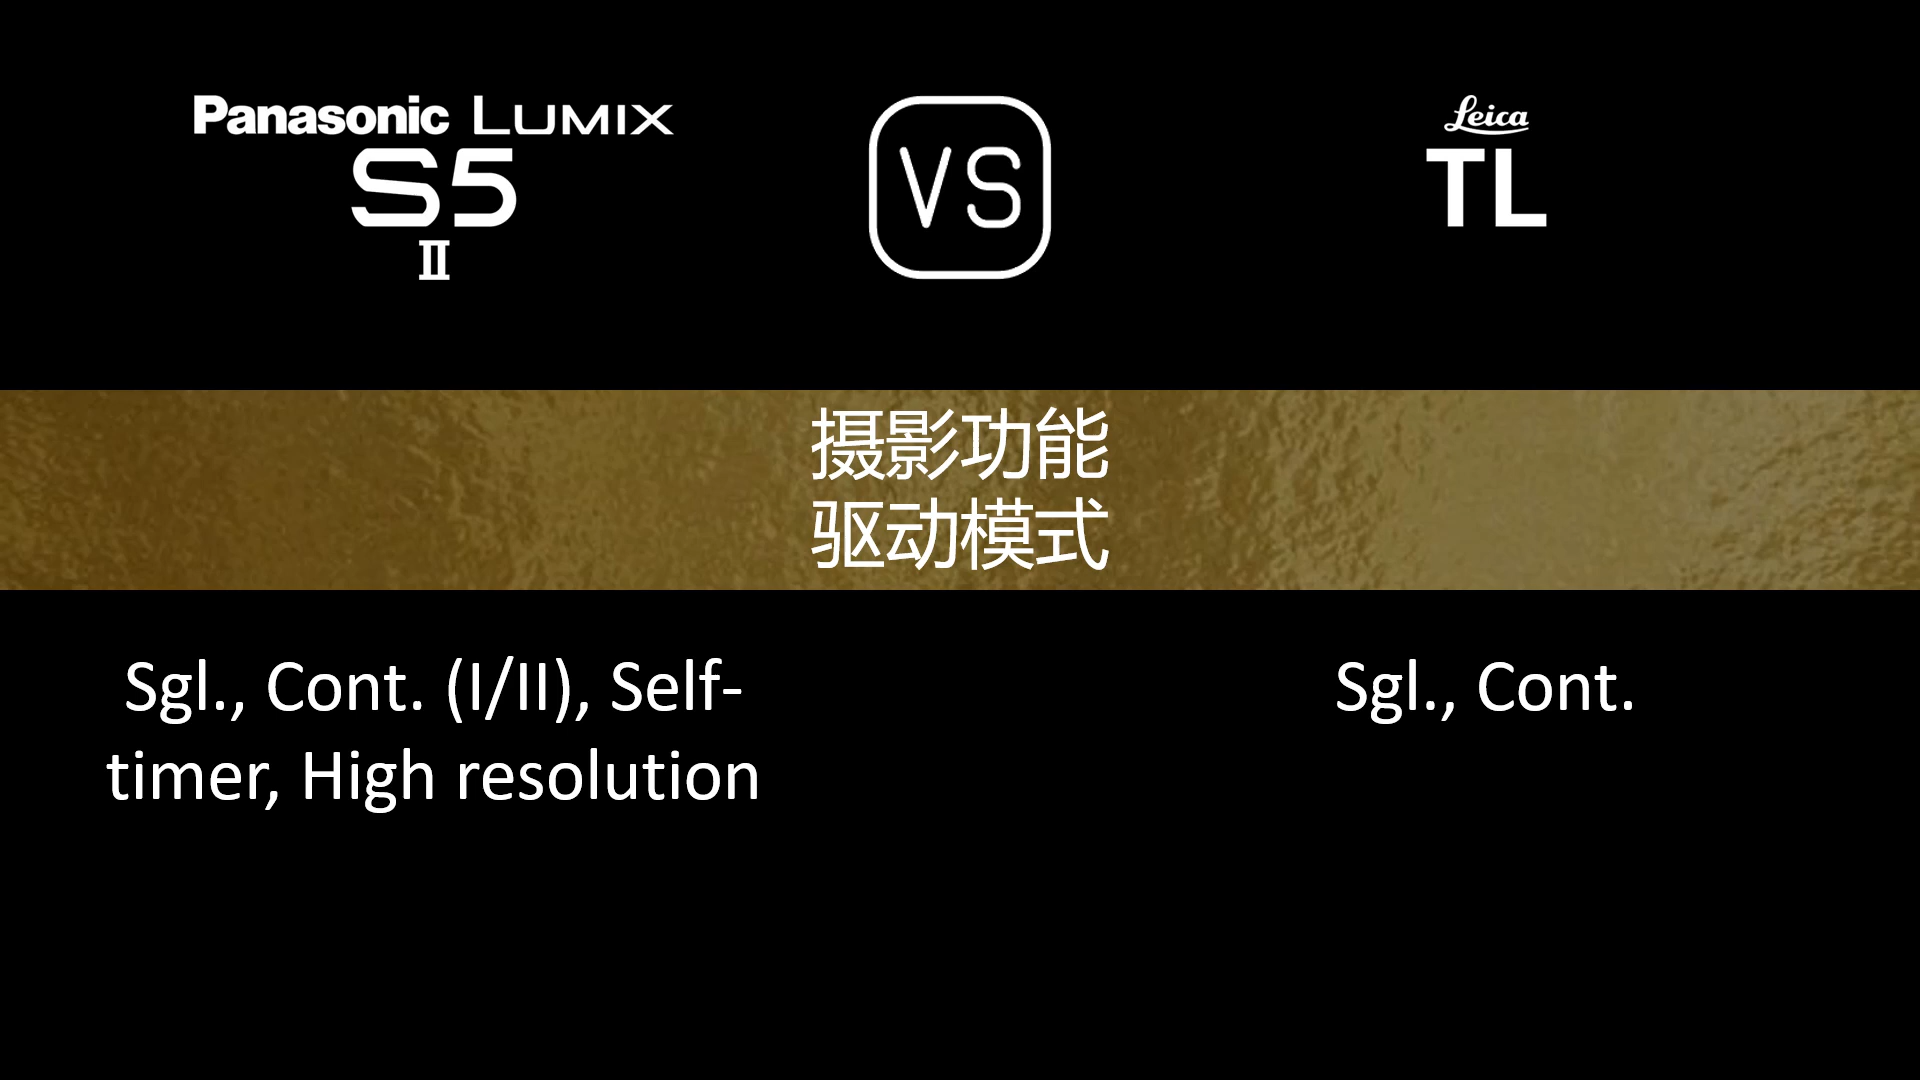 Panasonic LUMIX
S5
II
VS
Leica
TL
摄影功能
驱动模式
Sgl., Cont. (I/II), Self-
timer, High resolution
Sgl., Cont.